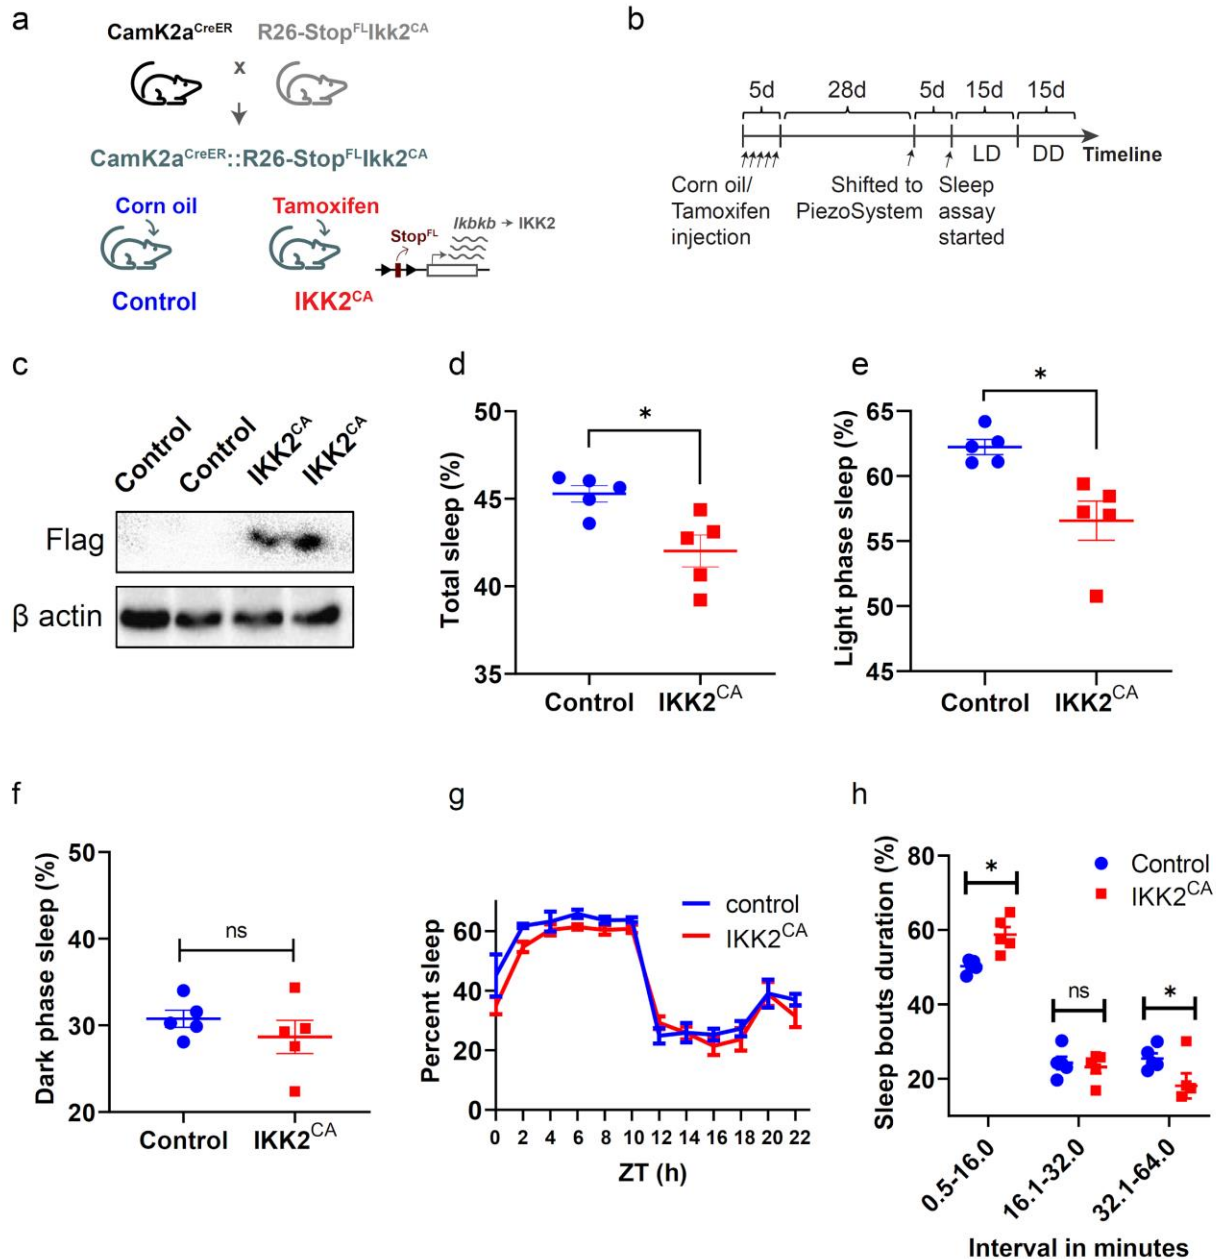 a
CamK2a^CreER R26-Stop^FL Ikk2^CA
x
CamK2a^CreER::R26-Stop^FL Ikk2^CA
Corn oil
Tamoxifen
Stop^FL
Ikbkb → IKK2
Control
IKK2^CA
b
5d 28d 5d 15d 15d
LD DD Timeline
Corn oil/
Tamoxifen
injection
Shifted to
PiezoSystem
Sleep
assay
started
c
Control Control IKK2^CA IKK2^CA
Flag
β actin
d
Total sleep (%)
50
45
40
35
*
Control IKK2^CA
e
Light phase sleep (%)
65
60
55
50
45
*
Control IKK2^CA
f
Dark phase sleep (%)
50
40
30
20
ns
Control IKK2^CA
g
Percent sleep
60
40
20
0
control
IKK2^CA
0 2 4 6 8 10 12 14 16 18 20 22
ZT (h)
h
Sleep bouts duration (%)
80
60
40
20
Control
IKK2^CA
*
ns
*
0.5-16.0
16.1-32.0
32.1-64.0
Interval in minutes